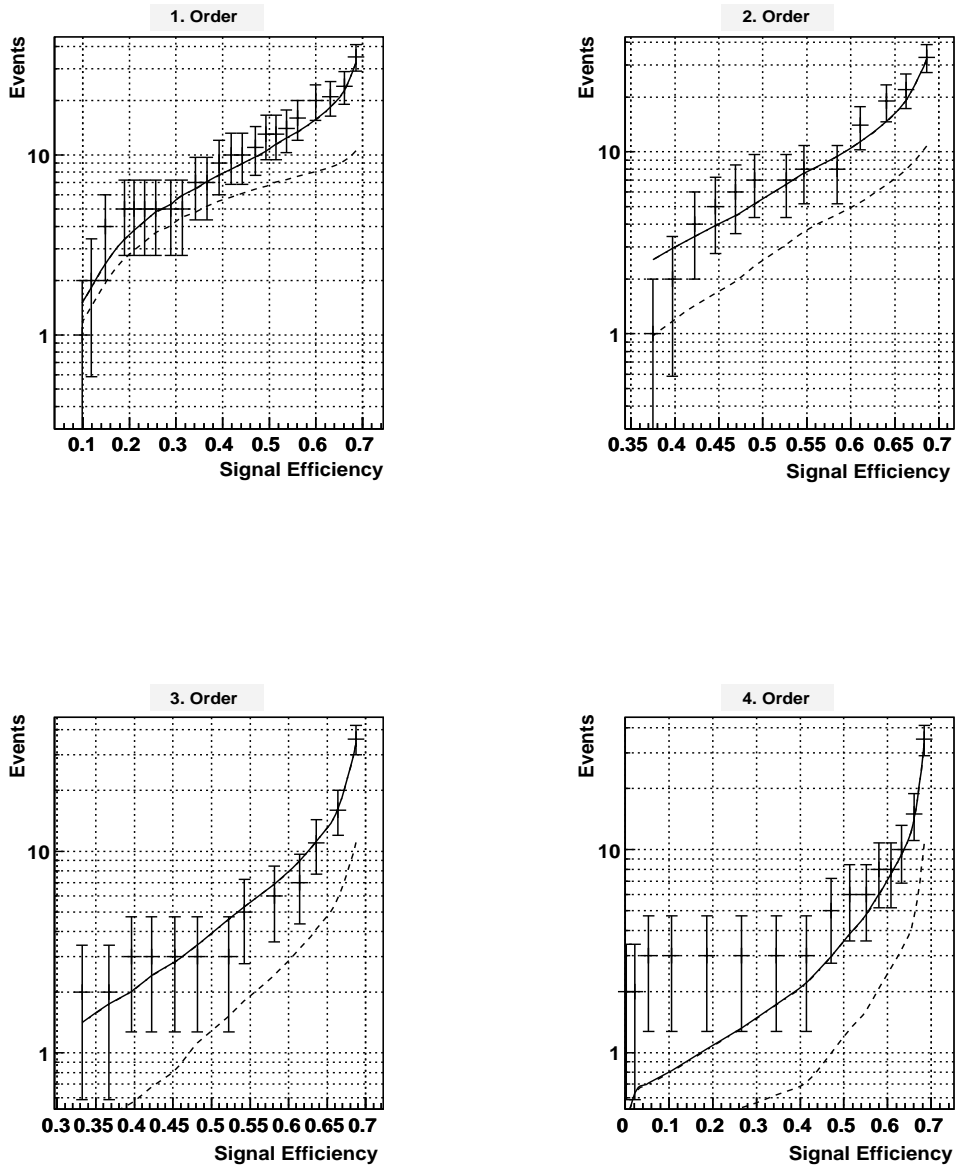 1. Order
Events
10
1
0.1 0.2 0.3 0.4 0.5 0.6 0.7
Signal Efficiency
2. Order
Events
10
1
0.35 0.4 0.45 0.5 0.55 0.6 0.65 0.7
Signal Efficiency
3. Order
Events
10
1
0.3 0.35 0.4 0.45 0.5 0.55 0.6 0.65 0.7
Signal Efficiency
4. Order
Events
10
1
0 0.1 0.2 0.3 0.4 0.5 0.6 0.7
Signal Efficiency